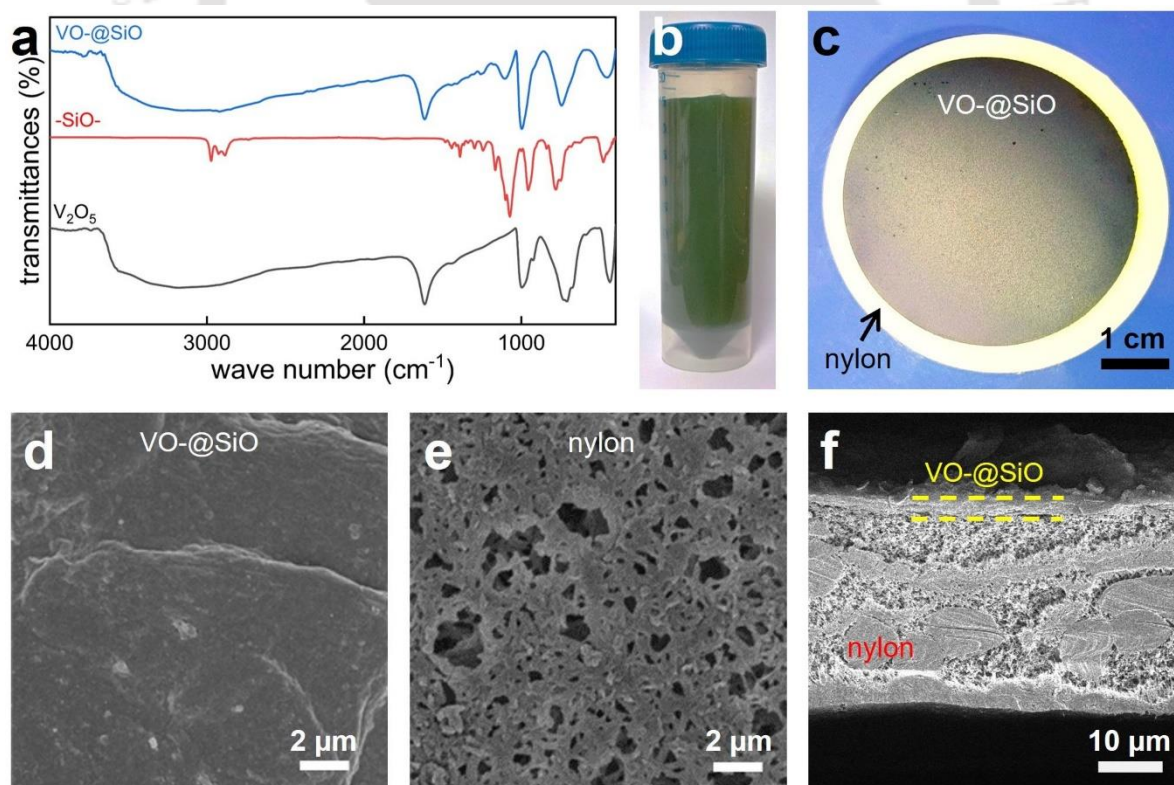 a
VO-@SiO
-SiO-
V₂O₅
transmittances (%)
4000
3000
2000
1000
wave number (cm⁻¹)
b
c
VO-@SiO
nylon
1 cm
d
VO-@SiO
2 µm
e
nylon
2 µm
f
VO-@SiO
nylon
10 µm